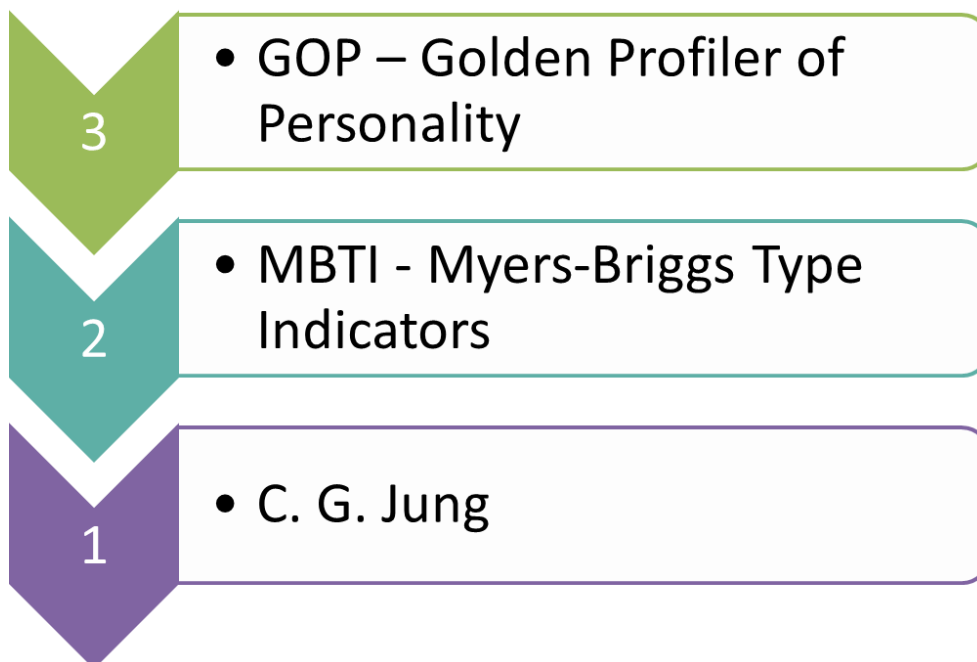 3
• GOP – Golden Profiler of
Personality
2
• MBTI - Myers-Briggs Type
Indicators
1
• C. G. Jung